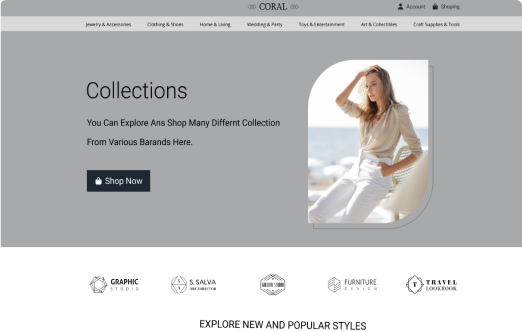 CORAL
Account Shoping
Jewelry & Accessories Clothing & Shoes Home & Living Wedding & Party Toys & Entertainment Art & Collectibles Craft Supplies & Tools
Collections
You Can Explore Ans Shop Many Differnt Collection
From Various Barands Here.
Shop Now
GRAPHIC
STUDIO
S. SALVA
FURNITURE
DESIGN
T
TRAVEL
LOOKBOOK
EXPLORE NEW AND POPULAR STYLES